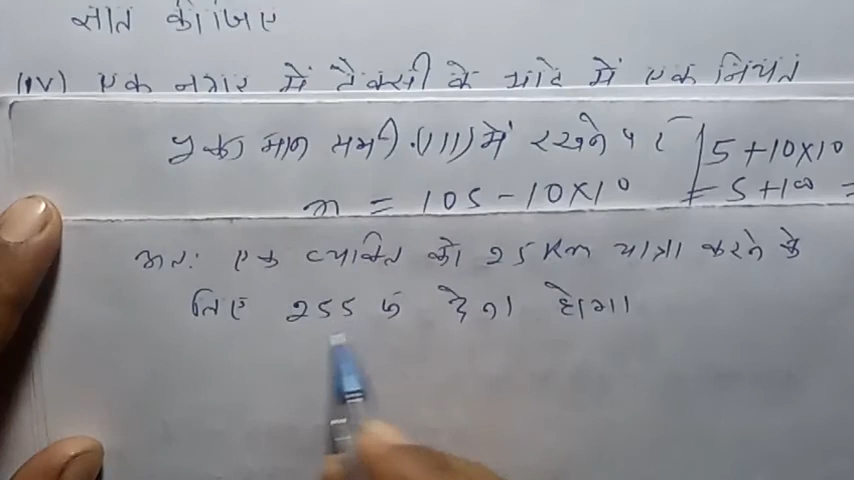 ज्ञात कीजिए
(iv) एक नगर में टैक्सी के भाड़े में एक नियत
y का मान समी.(iii) में रखने पर
5 + 10 × 10
x = 105 - 10 × 10
= 5 + 100 =
अतः एक व्यक्ति को 25 Km यात्रा करने के
लिए 255 रु देना होगा